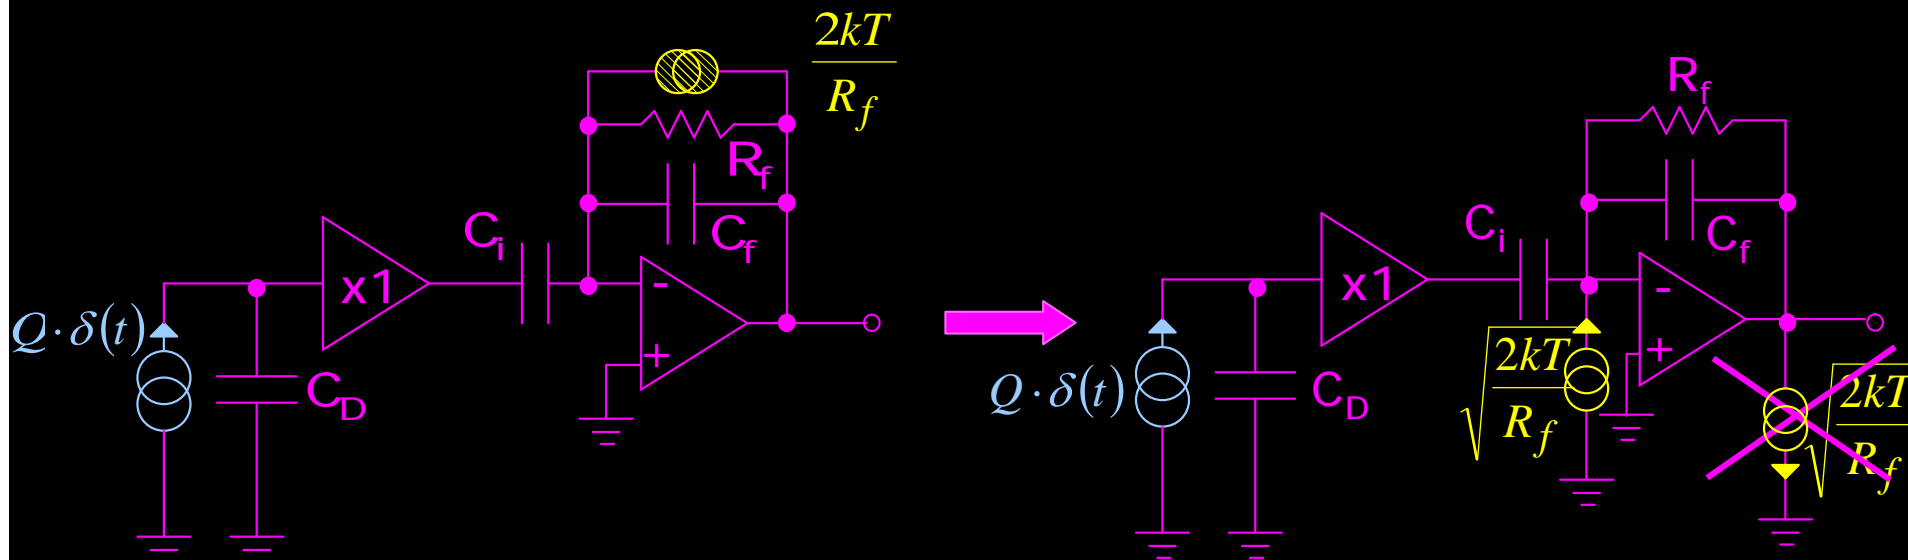 2kT
R_f
R_f
C_f
C_i
x1
-
+
Q·δ(t)
C_D
R_f
C_f
C_i
x1
-
+
Q·δ(t)
C_D
√2kT
R_f
√2kT
R_f